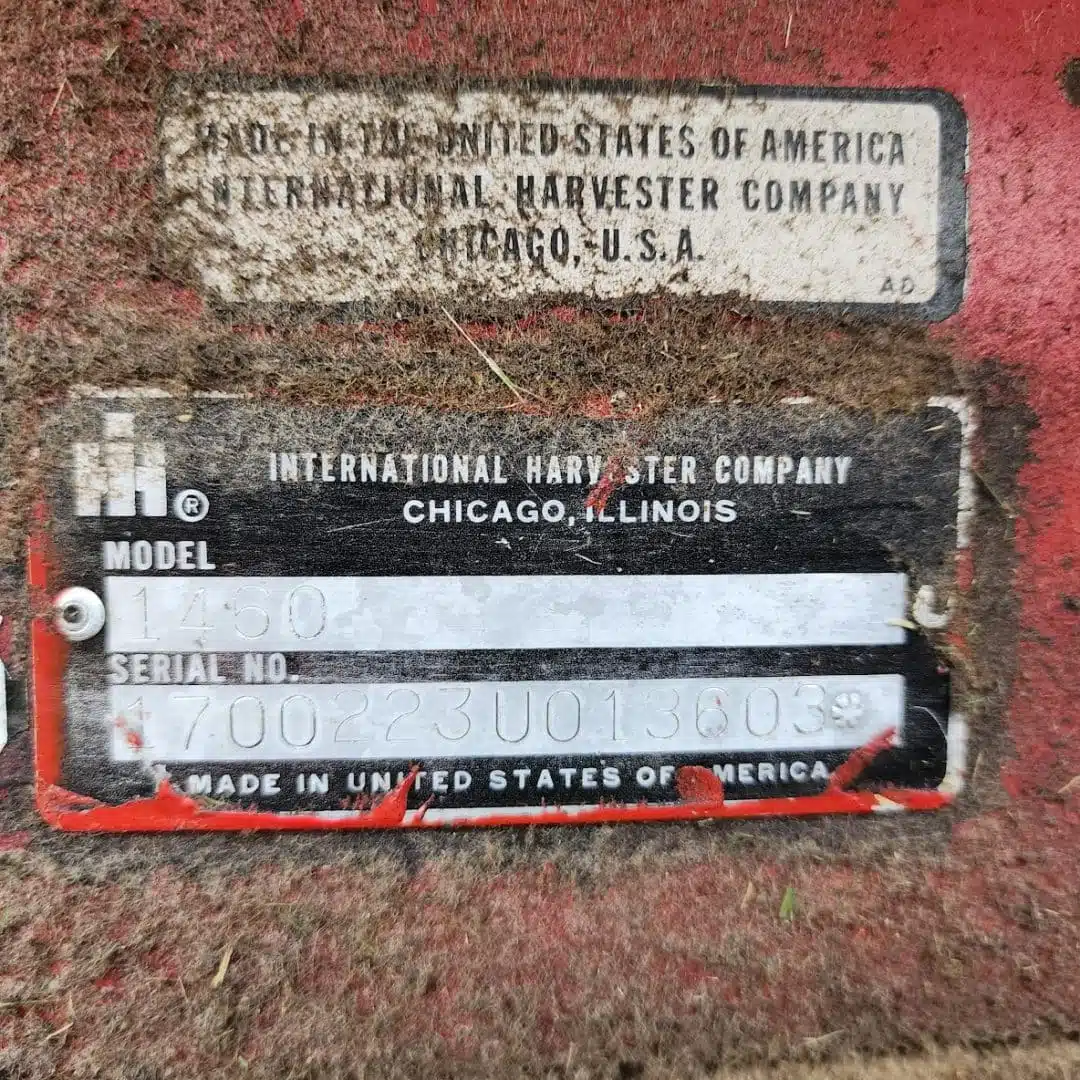 MADE IN THE UNITED STATES OF AMERICA
INTERNATIONAL HARVESTER COMPANY
CHICAGO, U.S.A.
AD
IH ®
INTERNATIONAL HARVESTER COMPANY
CHICAGO, ILLINOIS
MODEL
1460
SERIAL NO.
1700223U013603
MADE IN UNITED STATES OF AMERICA